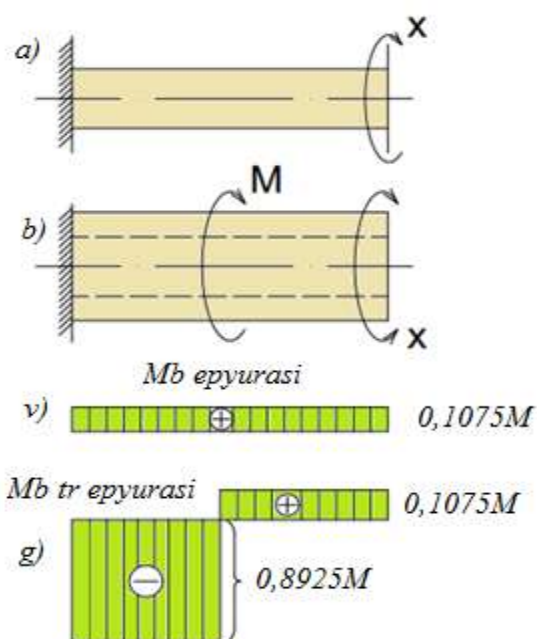 a)
x
M
b)
x
Mb epyurasi
v)
0,1075M
Mb tr epyurasi
0,1075M
g)
0,8925M